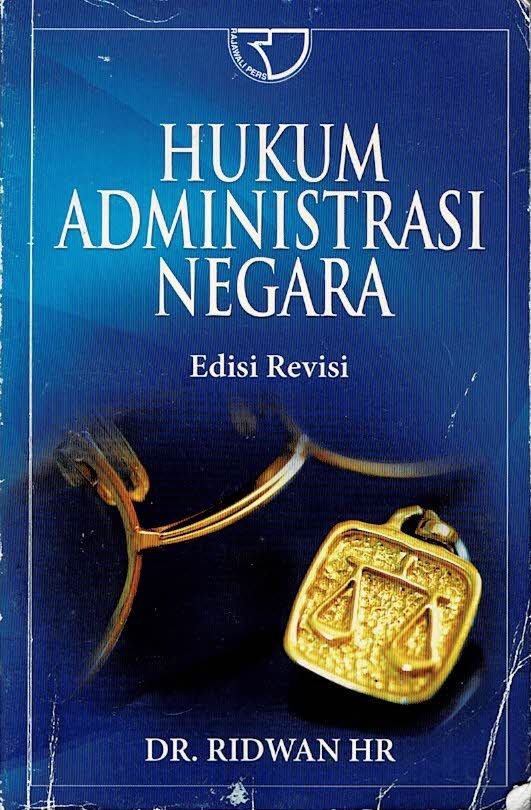 RAJAWALI PERS
HUKUM
ADMINISTRASI
NEGARA
Edisi Revisi
DR. RIDWAN HR